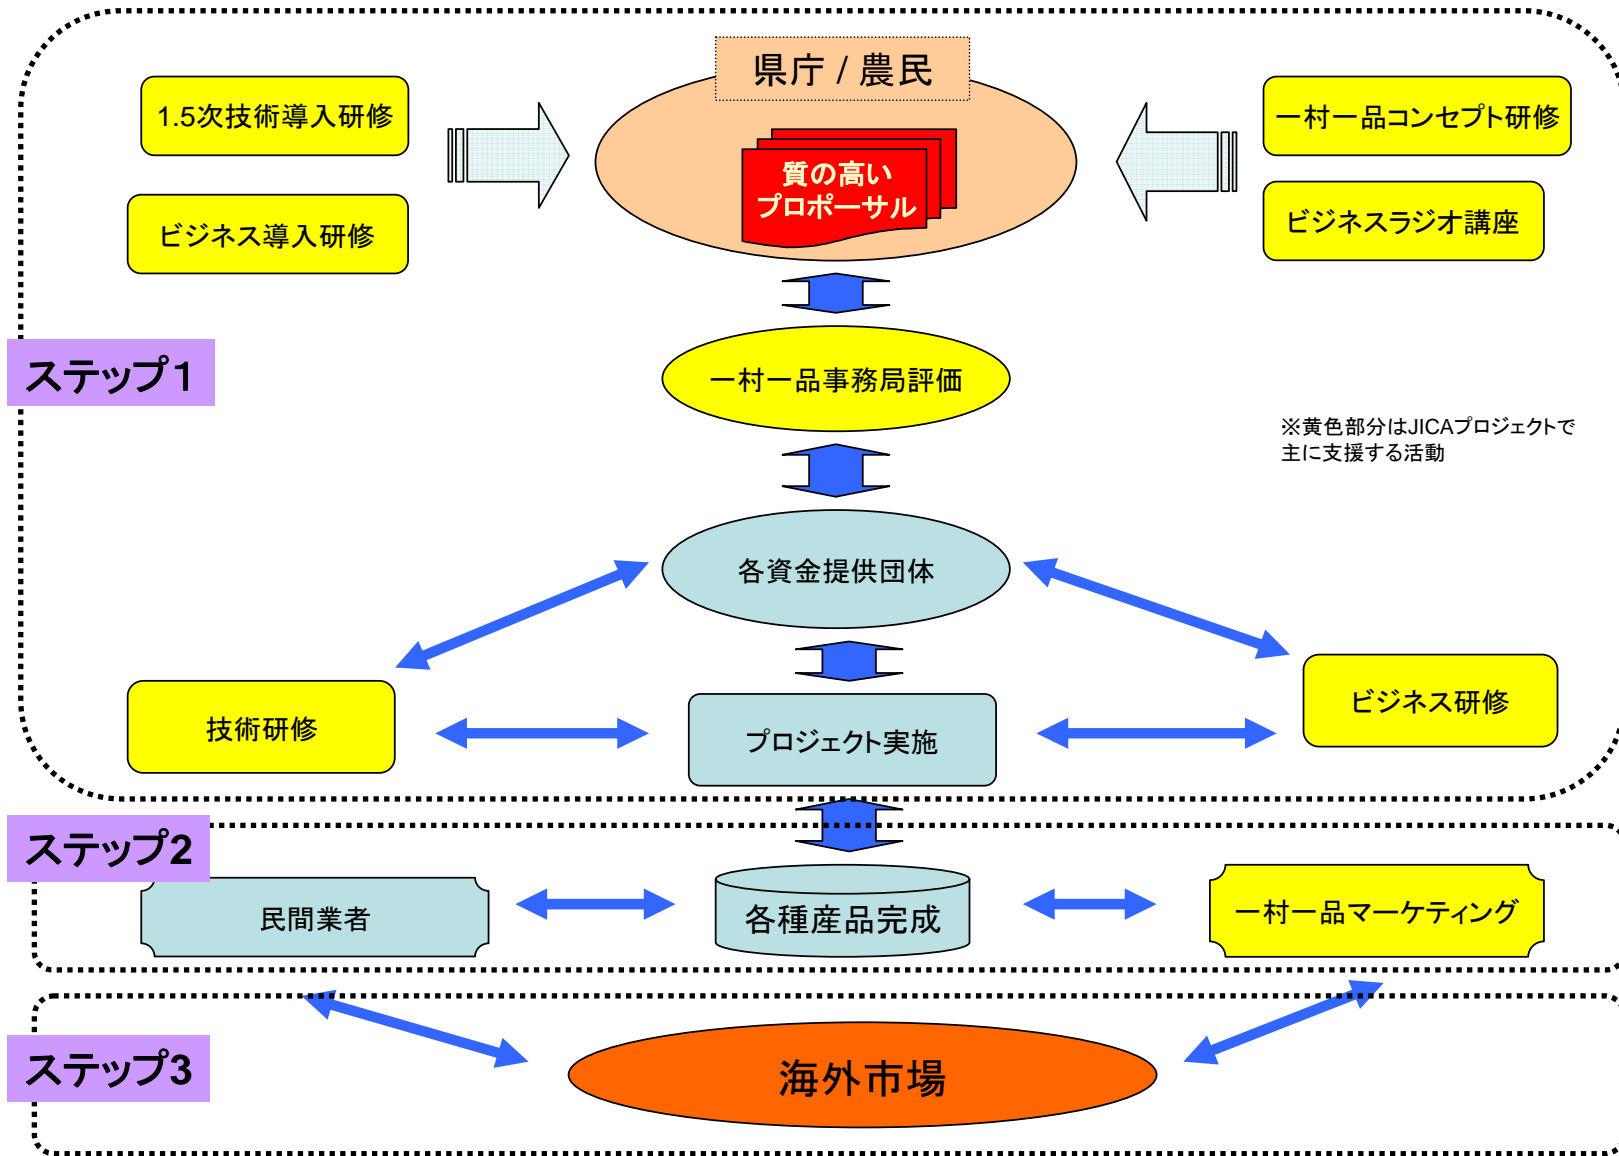 県庁 / 農民
1.5次技術導入研修
一村一品コンセプト研修
質の高い
プロポーサル
ビジネス導入研修
ビジネスラジオ講座
ステップ１
一村一品事務局評価
※黄色部分はJICAプロジェクトで
主に支援する活動
各資金提供団体
技術研修
プロジェクト実施
ビジネス研修
ステップ2
民間業者
各種産品完成
一村一品マーケティング
ステップ3
海外市場